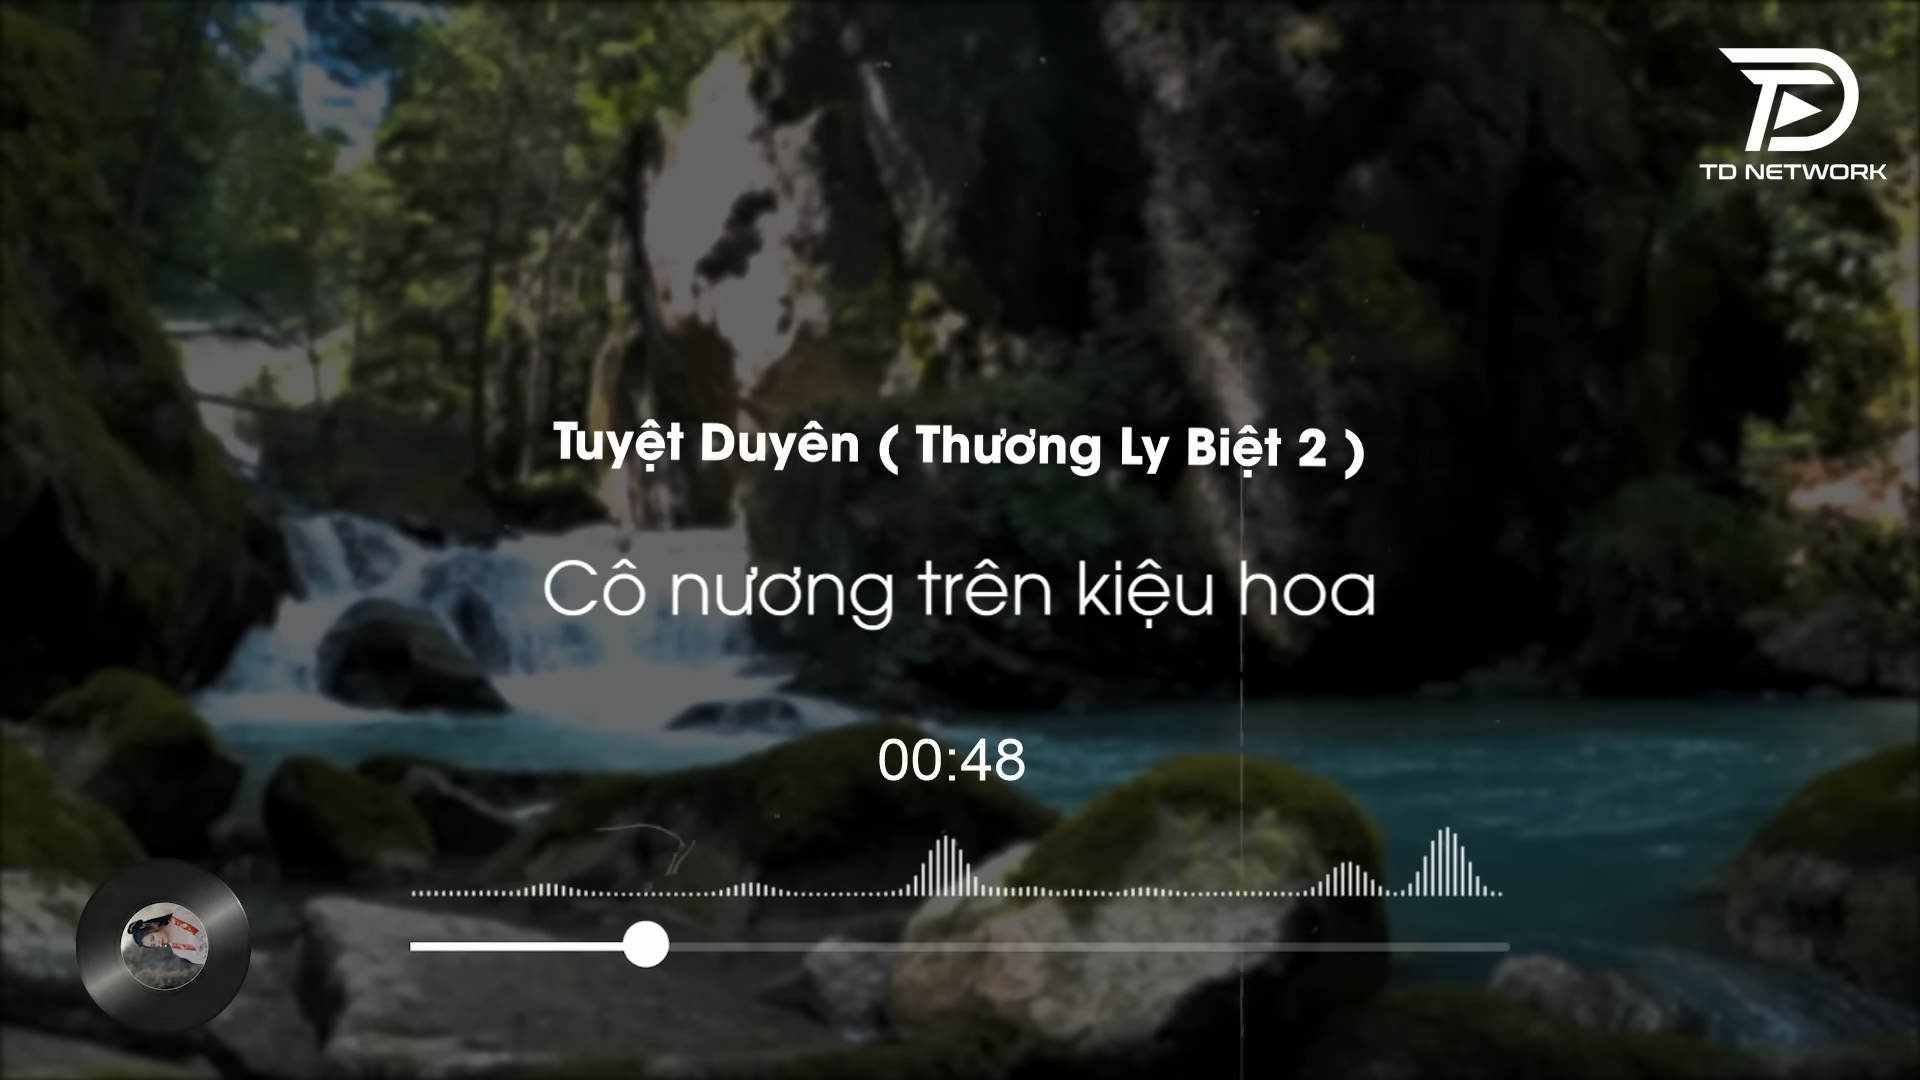 TD NETWORK
Tuyệt Duyên ( Thương Ly Biệt 2 )
Cô nương trên kiệu hoa
00:48